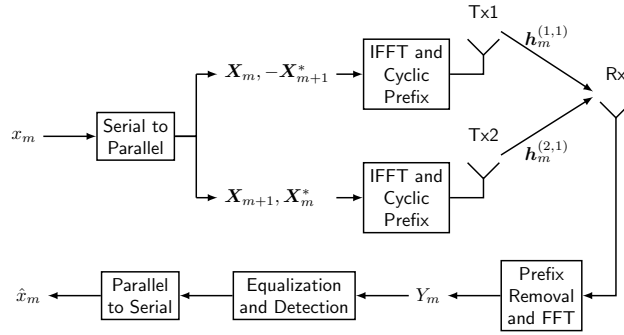 Tx1
h_m^{(1,1)}
X_m, −X*_{m+1}
IFFT and
Cyclic
Prefix
Rx
x_m
Serial to
Parallel
Tx2
h_m^{(2,1)}
X_{m+1}, X*_m
IFFT and
Cyclic
Prefix
x̂_m
Parallel
to Serial
Equalization
and Detection
Y_m
Prefix
Removal
and FFT